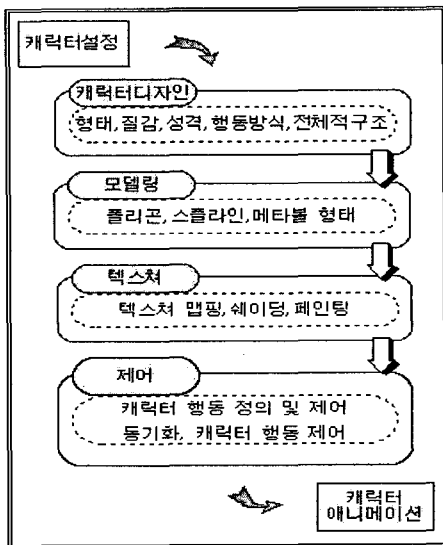 캐릭터설정
캐릭터디자인
형태,질감,성격,행동방식,전체적구조
모델링
폴리곤, 스플라인,메타볼 형태
텍스쳐
텍스쳐 맵핑,쉐이딩,페인팅
제어
캐릭터 행동 정의 및 제어
동기화, 캐릭터 행동 제어
캐릭터
애니메이션